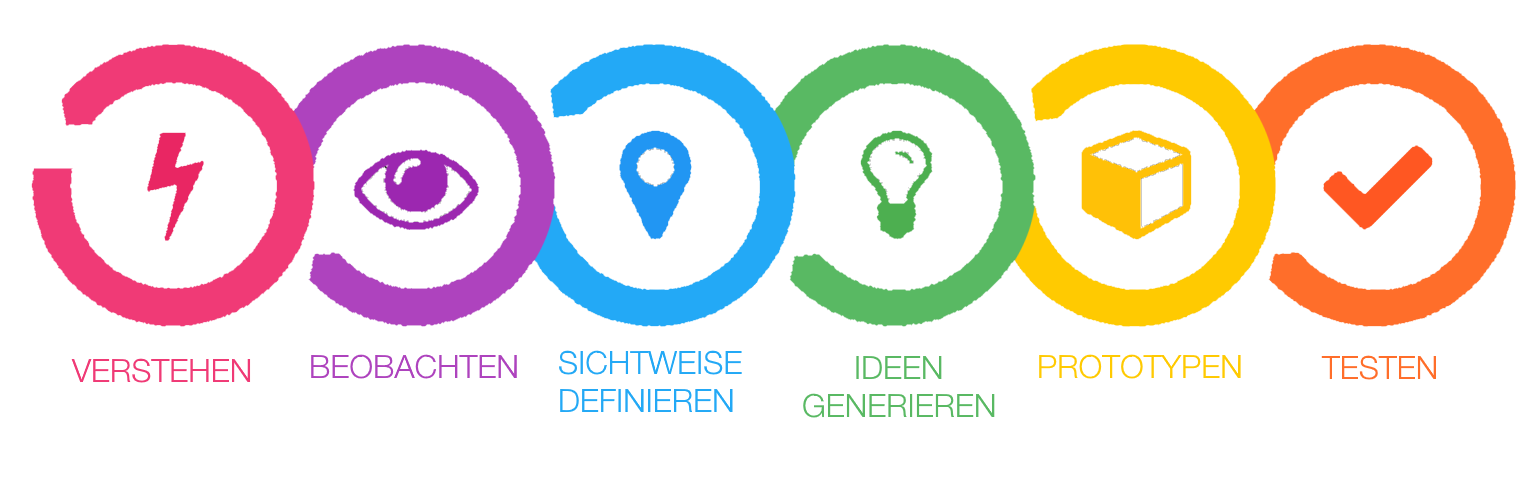 VERSTEHEN
BEOBACHTEN
SICHTWEISE
DEFINIEREN
IDEEN
GENERIEREN
PROTOTYPEN
TESTEN